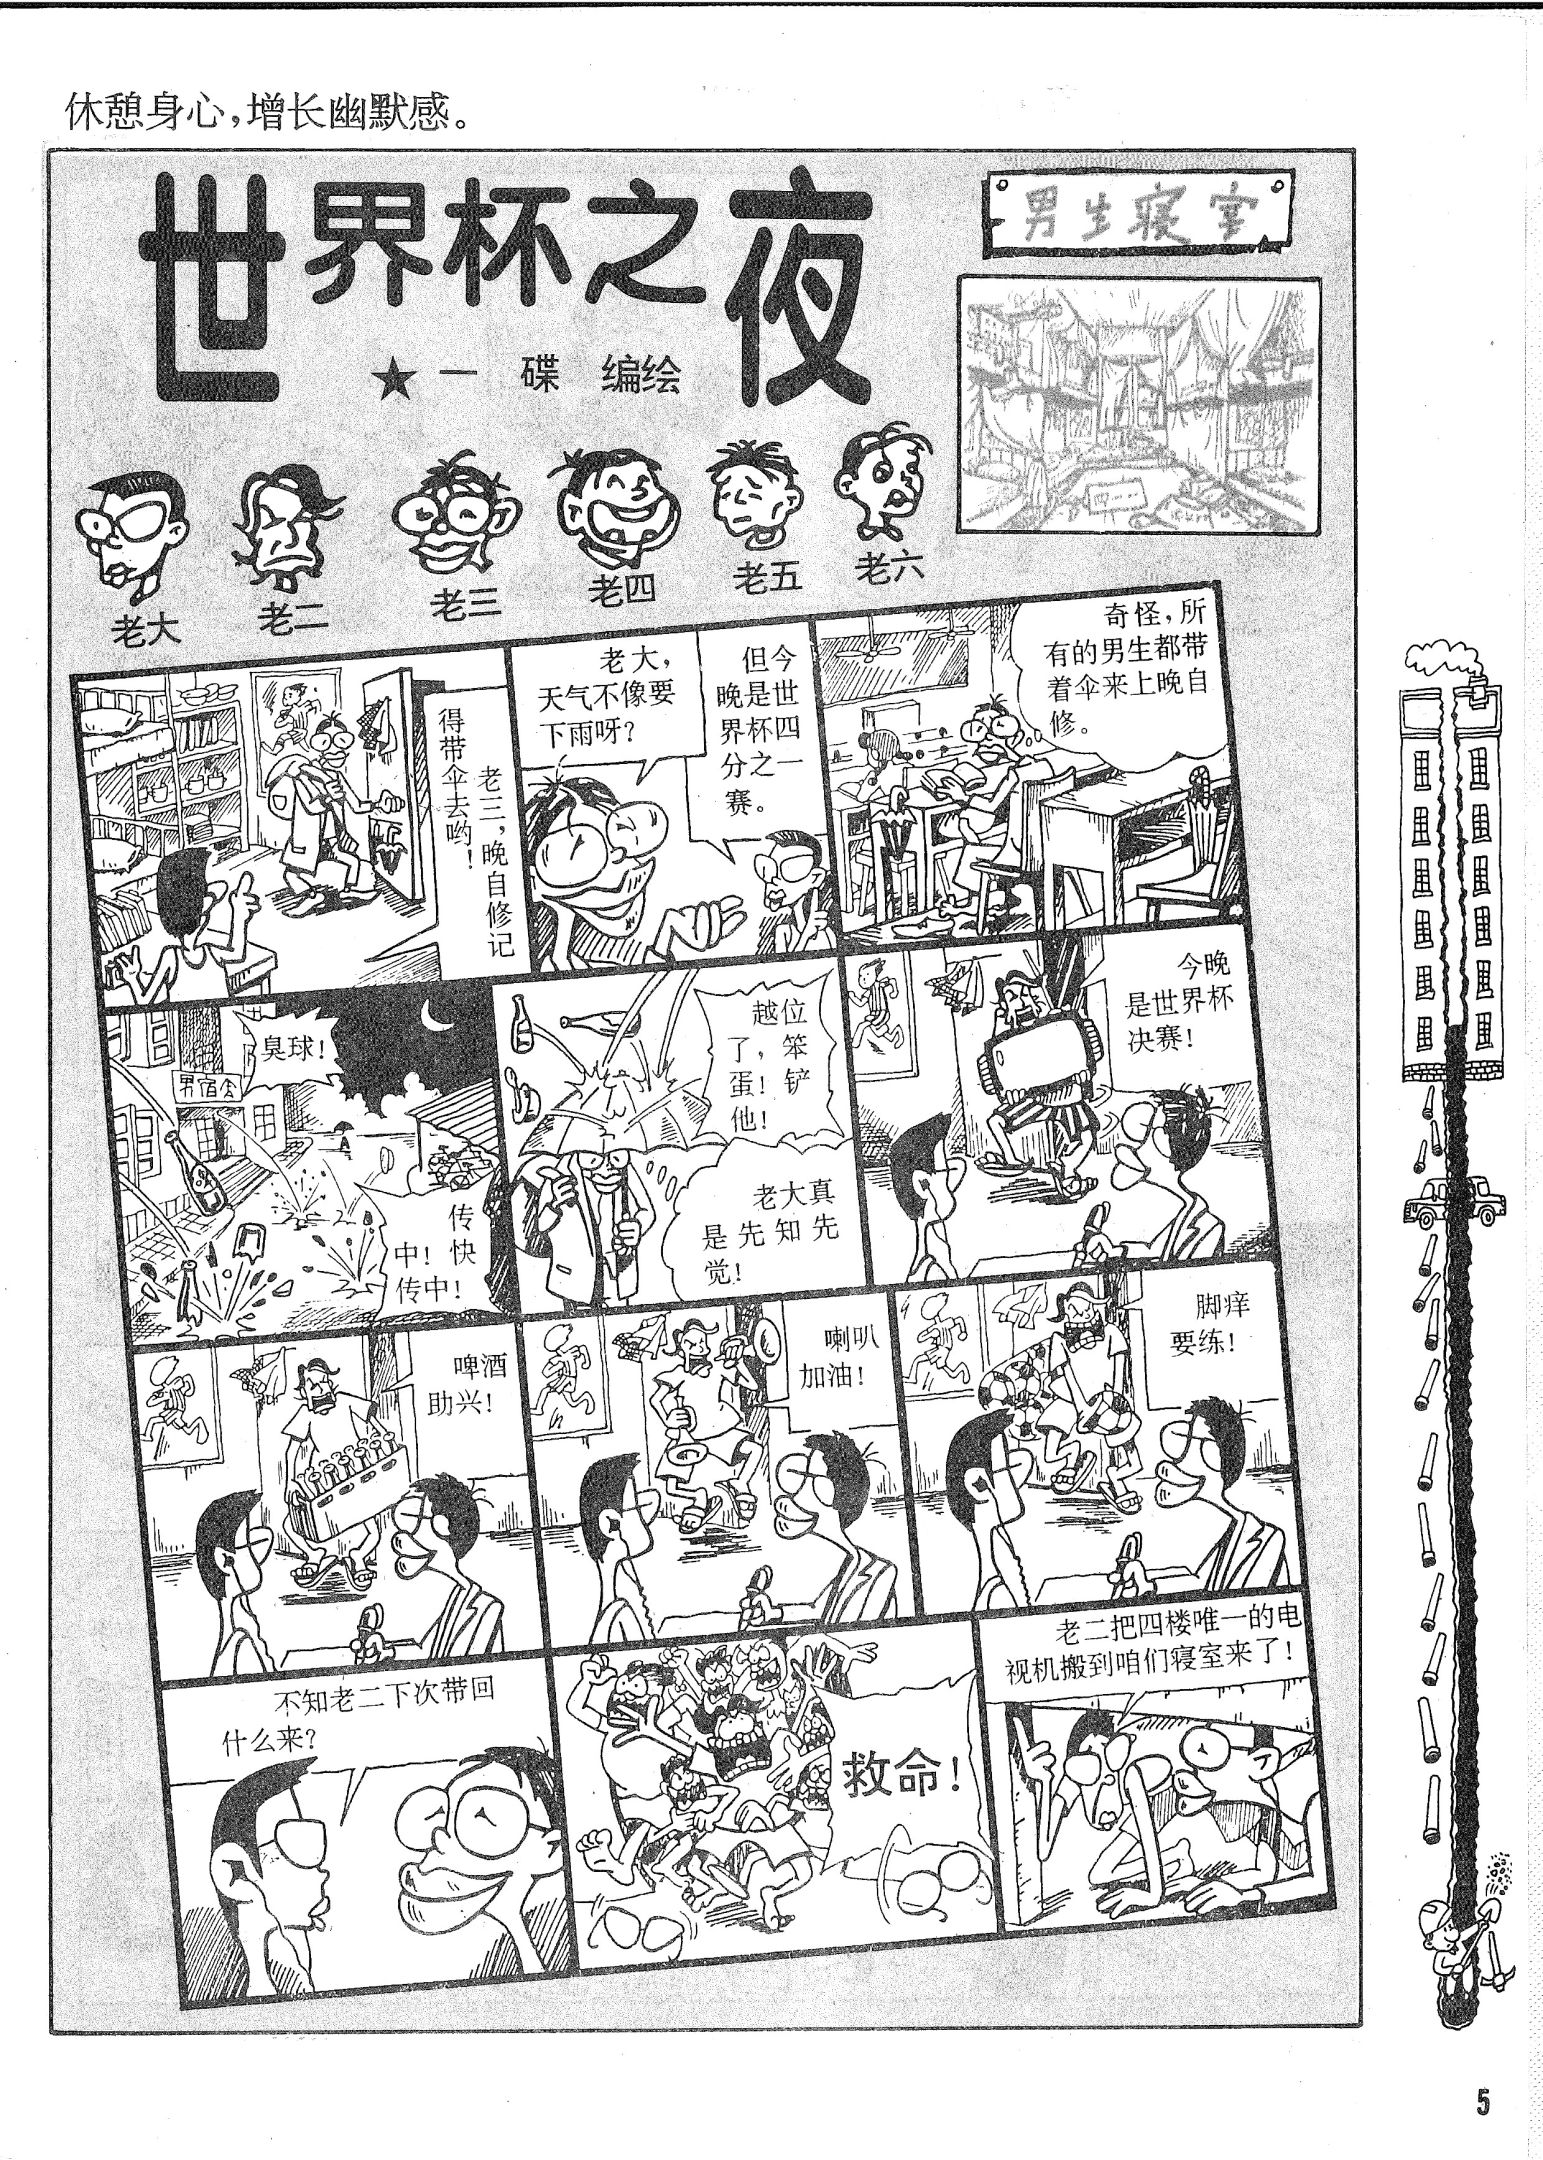 休憩身心，增长幽默感。
世界杯之夜
★一 碟 编绘
男生寝室
老大
老二
老三
老四
老五
老六
老三，晚自修记
得带伞去哟！
老大，
天气不像要
下雨呀？
但今
晚是世
界杯四
分之一
赛。
奇怪，所
有的男生都带
着伞来上晚自
修。
臭球！
男宿舍
传
中！快
传中！
越位
了，笨
蛋！铲
他！
老大真
是先知先
觉！
今晚
是世界杯
决赛！
啤酒
助兴！
喇叭
加油！
脚痒
要练！
不知老二下次带回
什么来？
救命！
老二把四楼唯一的电
视机搬到咱们寝室来了！
5